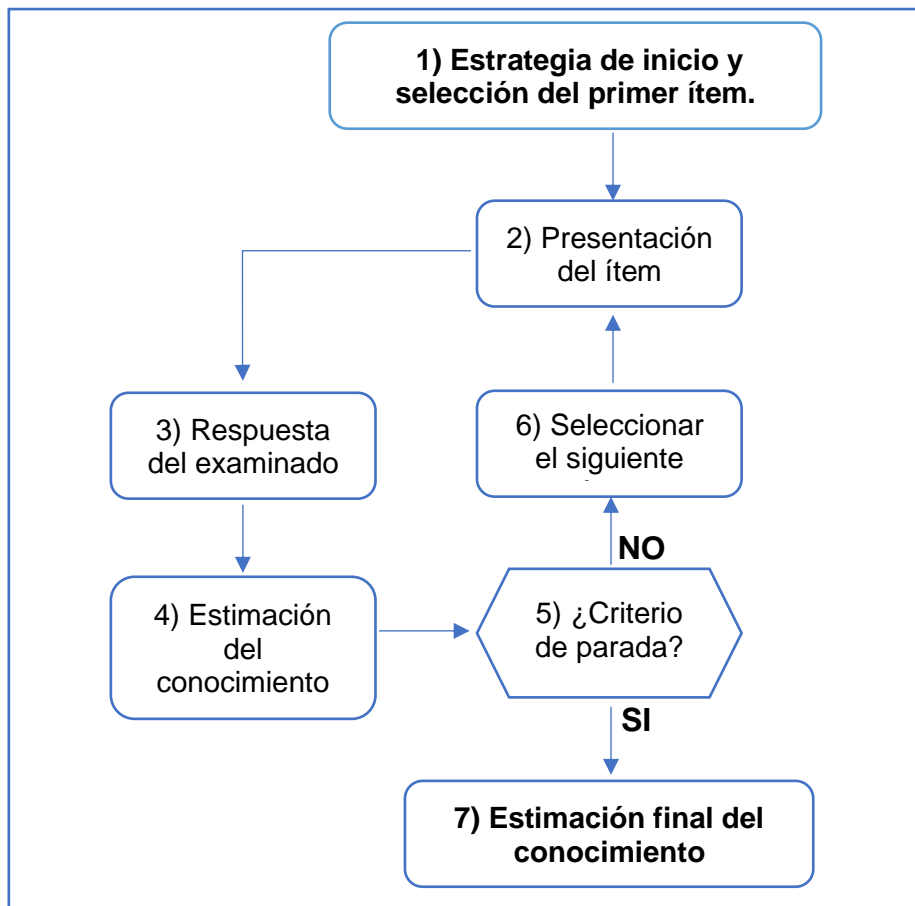 1) Estrategia de inicio y
selección del primer ítem.
2) Presentación
del ítem
3) Respuesta
del examinado
6) Seleccionar
el siguiente
NO
4) Estimación
del
conocimiento
5) ¿Criterio
de parada?
SI
7) Estimación final del
conocimiento